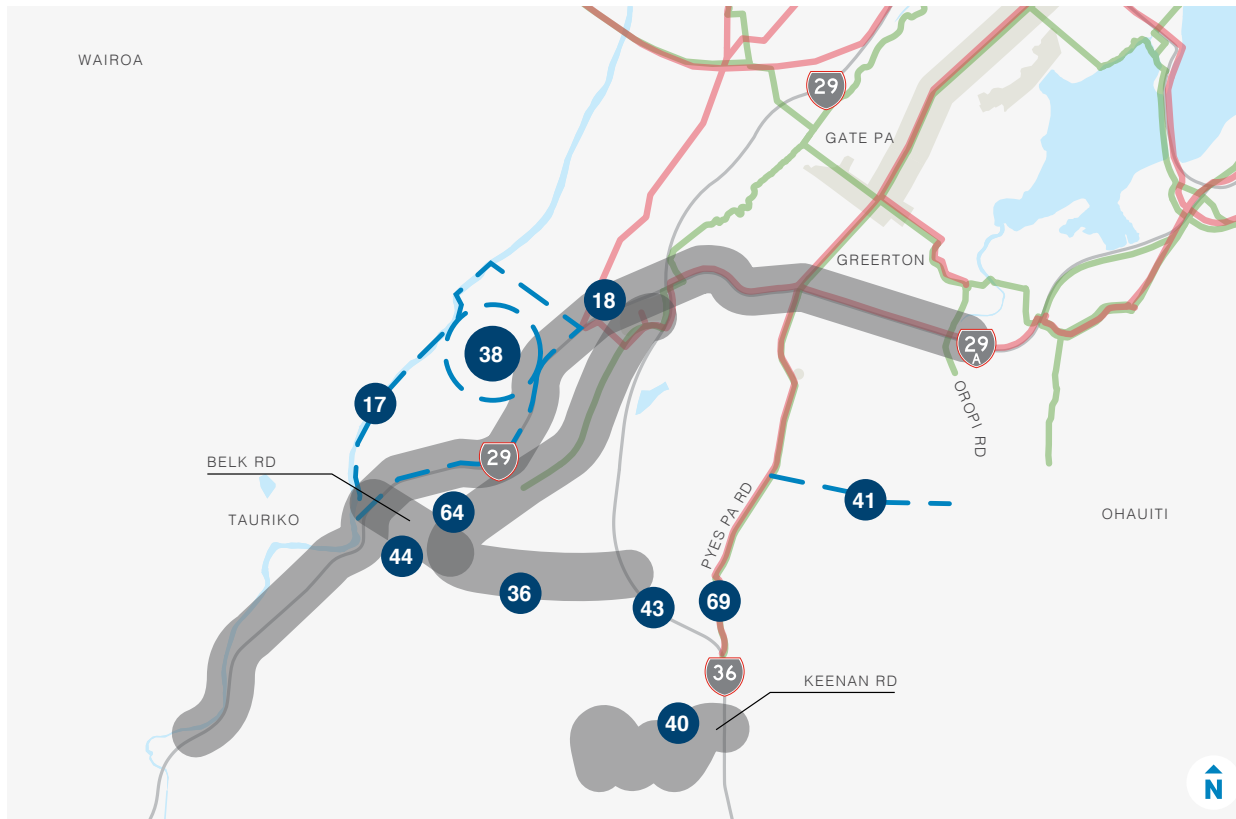 WAIROA
29
GATE PA
GREERTON
18
29
A
38
17
OROPI RD
BELK RD
29
64
41
PYES PA RD
TAURIKO
OHAUITI
44
36
43
69
36
KEENAN RD
40
N